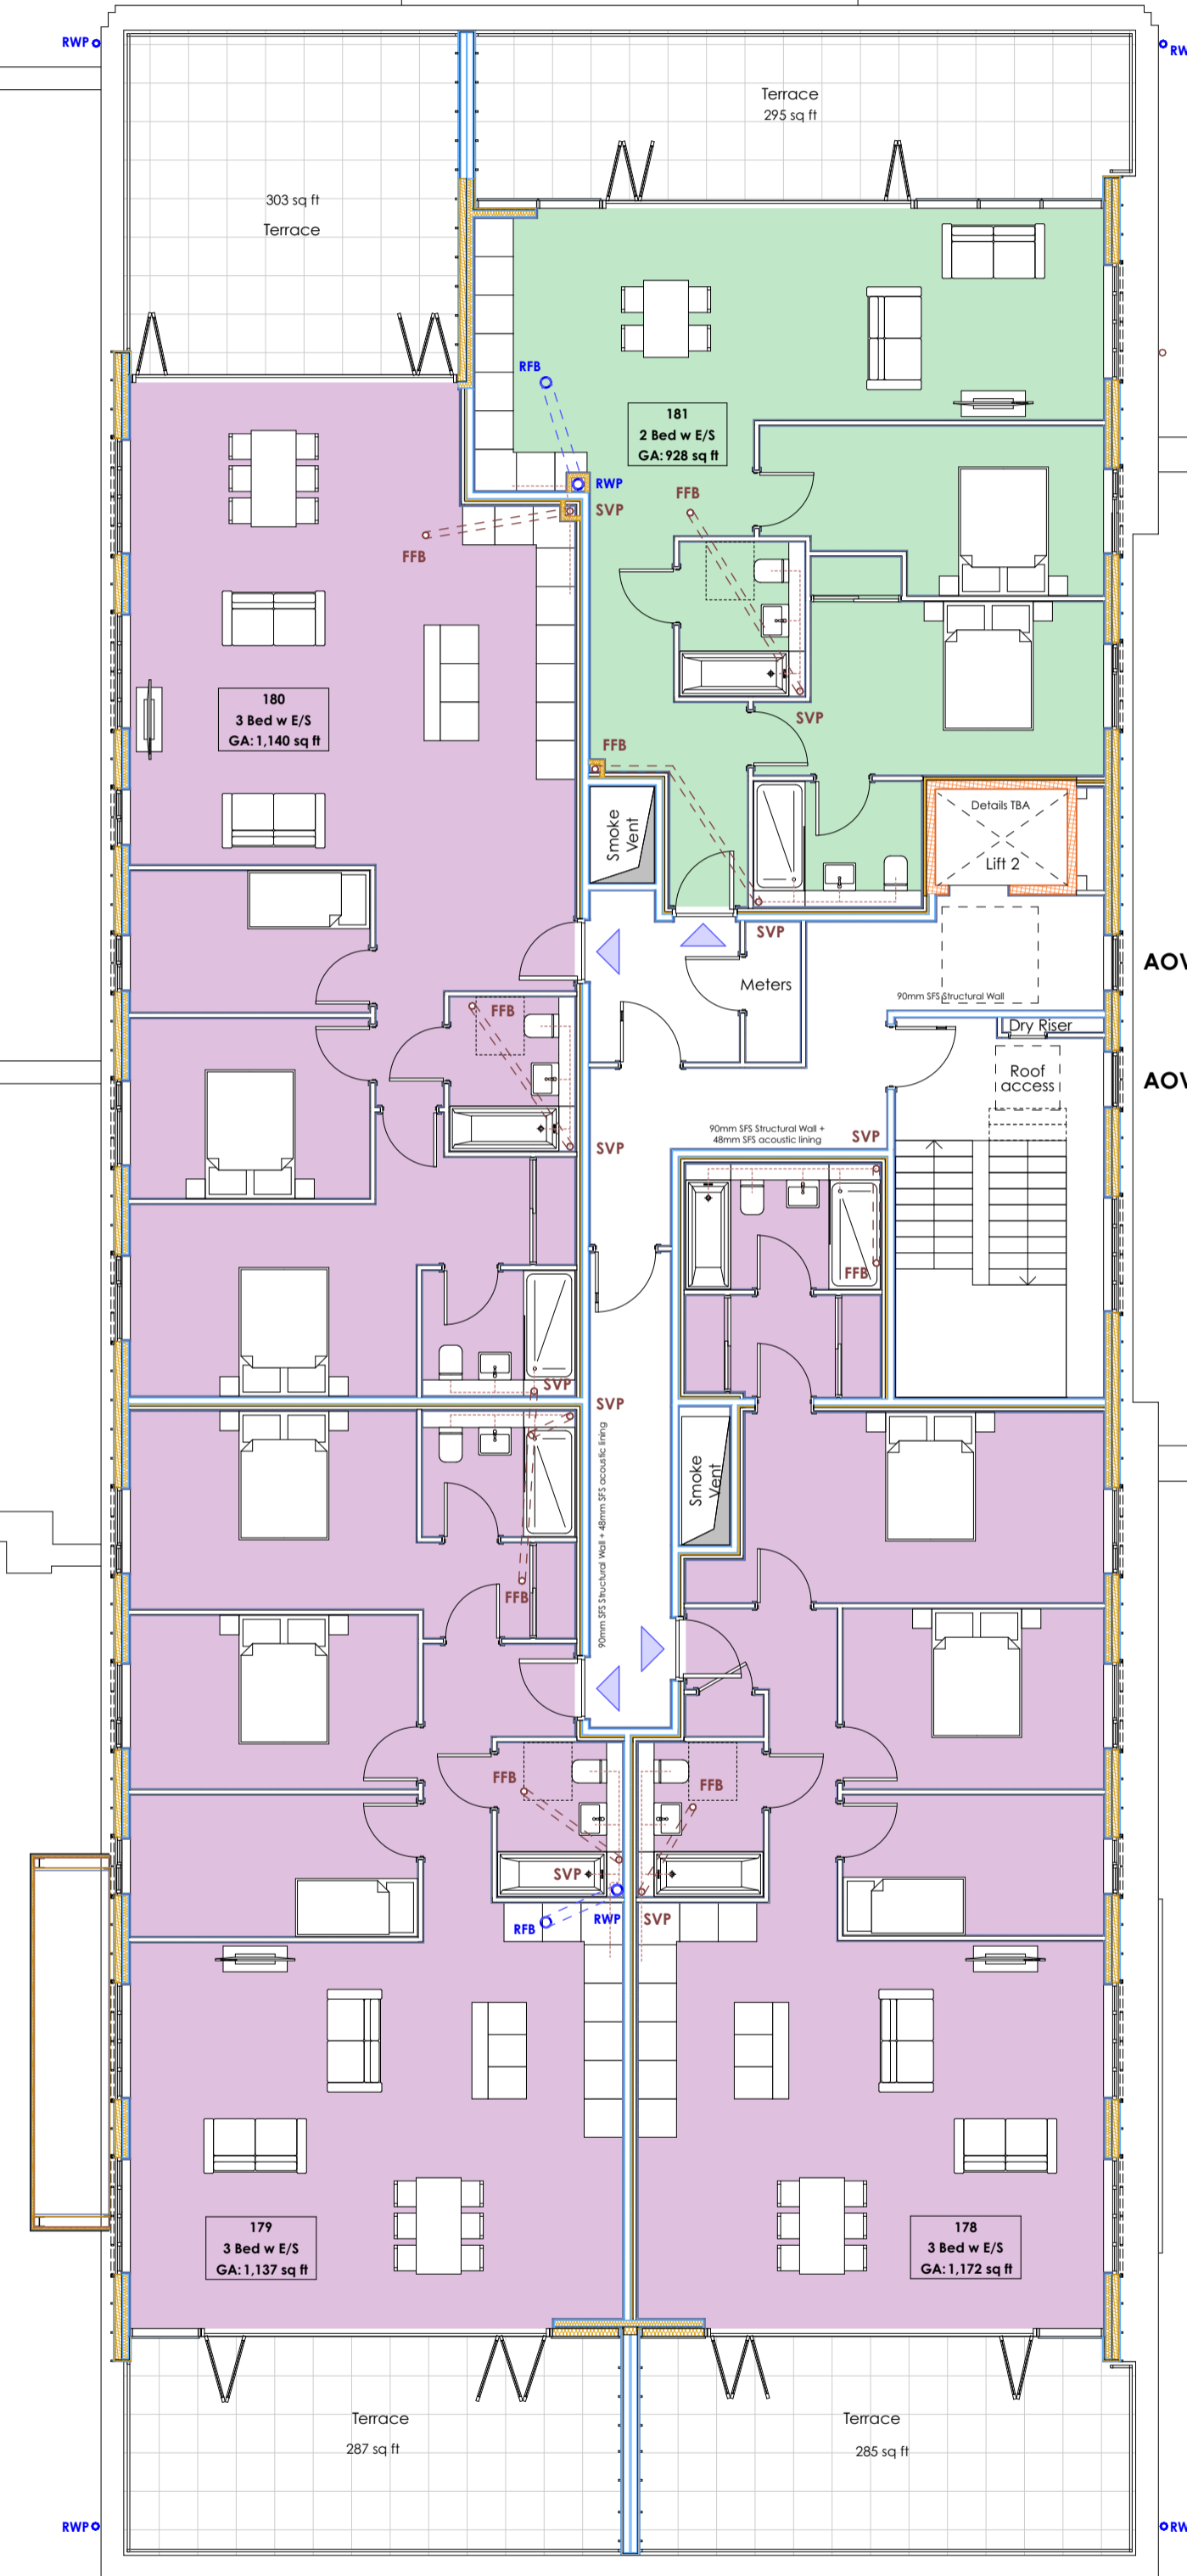 RWP
RW
Terrace
295 sq ft
303 sq ft
Terrace
RFB
181
2 Bed w E/S
GA: 928 sq ft
RWP
FFB
SVP
FFB
180
3 Bed w E/S
GA: 1,140 sq ft
SVP
FFB
Smoke
Vent
Details TBA
Lift 2
SVP
AOV
Meters
90mm SFS Structural Wall
FFB
Dry Riser
Roof
access
AOV
90mm SFS Structural Wall +
48mm SFS acoustic lining
SVP
SVP
FFB
SVP
SVP
90mm SFS Structural Wall + 48mm SFS acoustic lining
Smoke
Vent
FFB
FFB
FFB
SVP
RFB
RWP
SVP
179
3 Bed w E/S
GA: 1,137 sq ft
178
3 Bed w E/S
GA: 1,172 sq ft
Terrace
287 sq ft
Terrace
285 sq ft
RWP
RW